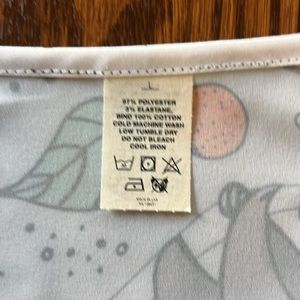 L
97% POLYESTER
3% ELASTANE,
BIND 100% COTTON
COLD MACHINE WASH
LOW TUMBLE DRY
DO NOT BLEACH
COOL IRON